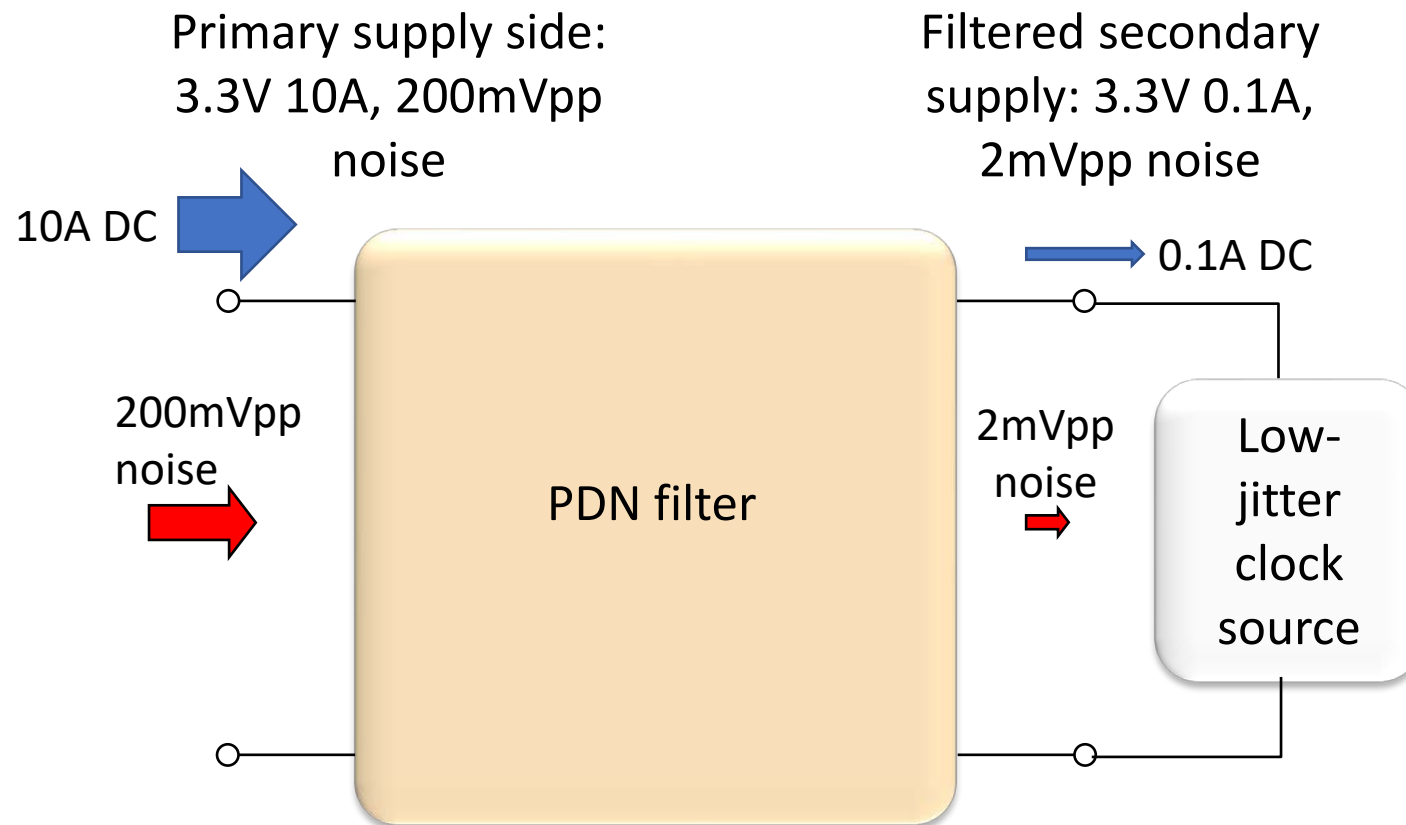 Primary supply side:
3.3V 10A, 200mVpp
noise
Filtered secondary
supply: 3.3V 0.1A,
2mVpp noise
10A DC
0.1A DC
200mVpp
noise
2mVpp
noise
PDN filter
Low-
jitter
clock
source